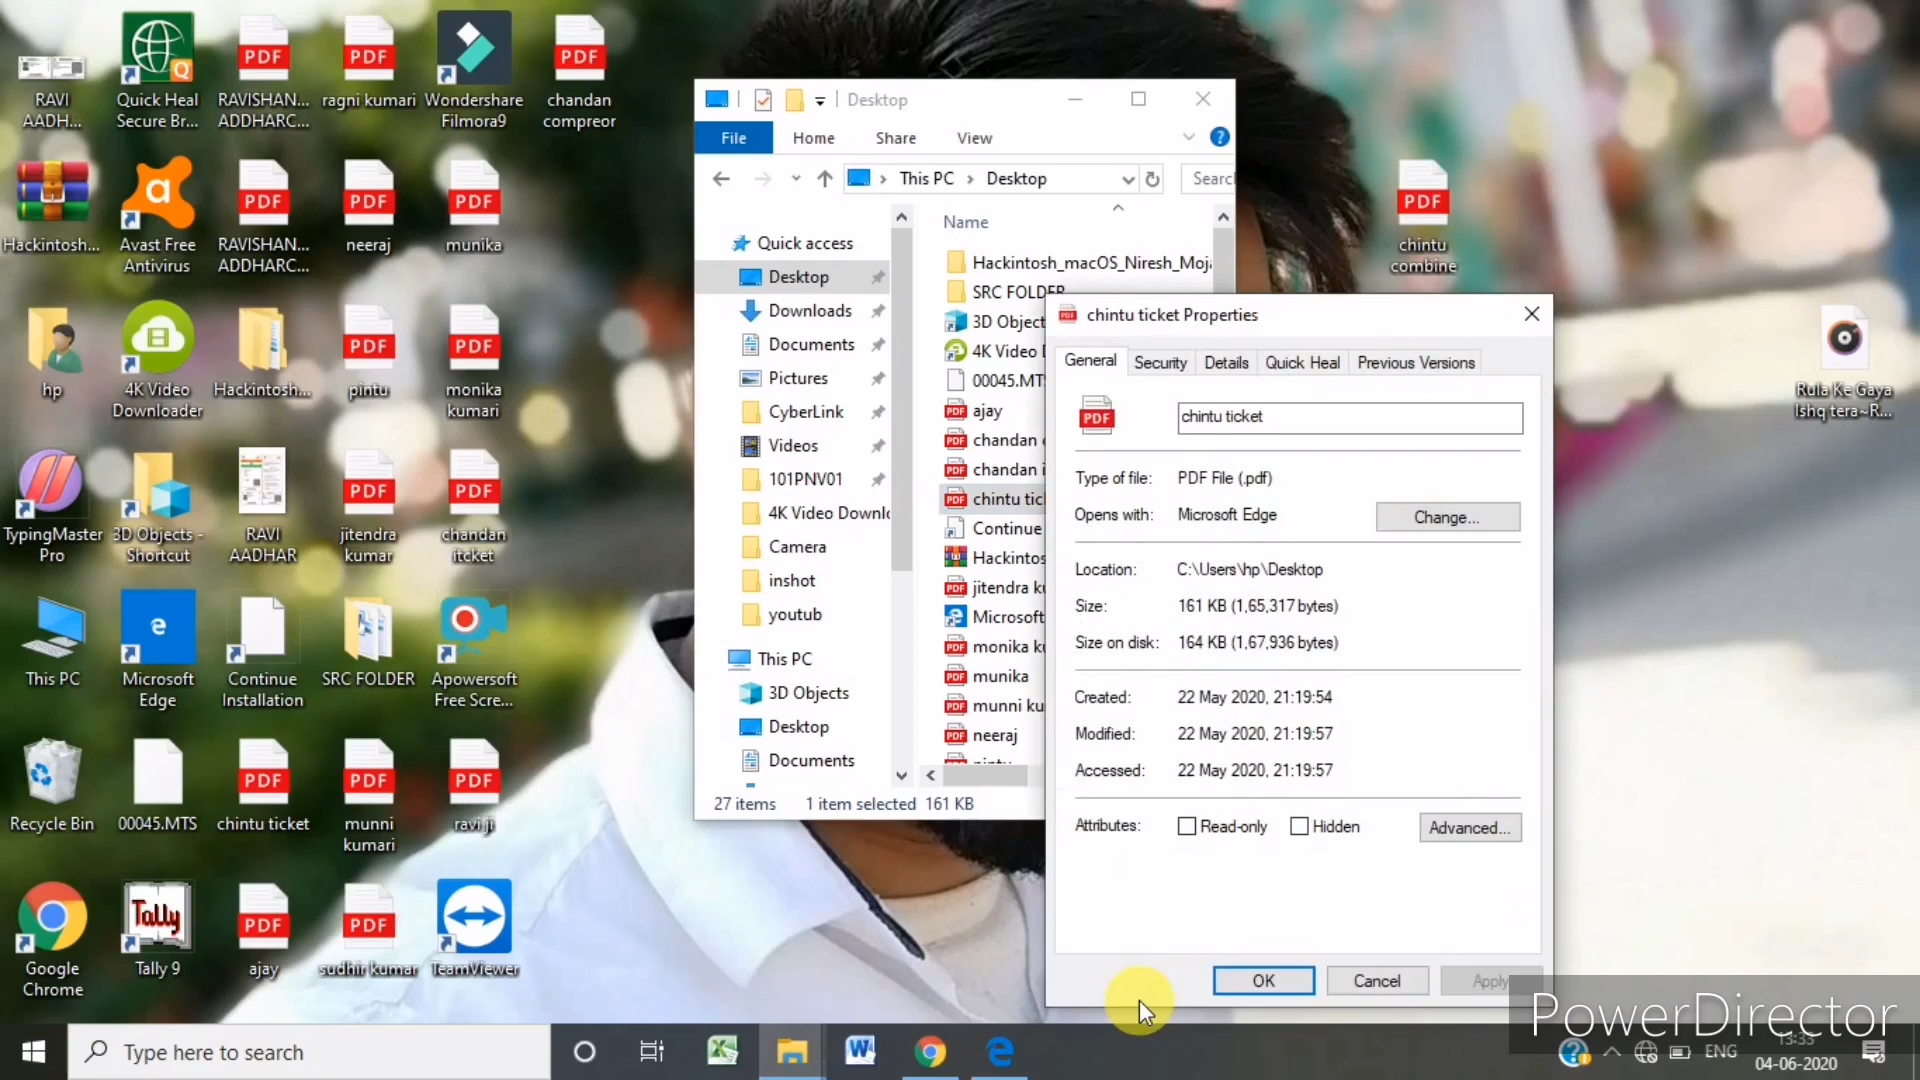 RAVI
AADH...
Quick Heal
Secure Br...
RAVISHAN...
ADDHARC...
ragni kumari
Wondershare
Filmora9
chandan
compreor
Hackintosh...
Avast Free
Antivirus
RAVISHAN...
ADDHARC...
neeraj
munika
hp
4K Video
Downloader
Hackintosh...
pintu
monika
kumari
TypingMaster
Pro
3D Objects -
Shortcut
RAVI
AADHAR
jitendra
kumar
chandan
itcket
This PC
Microsoft
Edge
Continue
Installation
SRC FOLDER
Apowersoft
Free Scre...
Recycle Bin
00045.MTS
chintu ticket
munni
kumari
ravi ji
Google
Chrome
Tally
Tally 9
ajay
sudhir kumar
TeamViewer
PDF
chintu
combine
Rula Ke Gaya
Ishq tera~R...
Desktop
File
Home
Share
View
This PC
Desktop
Searc
Quick access
Desktop
Downloads
Documents
Pictures
CyberLink
Videos
101PNV01
4K Video Downl
Camera
inshot
youtub
This PC
3D Objects
Desktop
Documents
Name
Hackintosh_macOS_Niresh_Moja
SRC FOLDER
3D Object
4K Video
00045.MTS
ajay
chandan
chandan i
chintu tic
Continue
Hackintos
jitendra ku
Microsoft
monika ku
munika
munni ku
neeraj
27 items
1 item selected 161 KB
chintu ticket Properties
General
Security
Details
Quick Heal
Previous Versions
PDF
chintu ticket
Type of file: PDF File (.pdf)
Opens with: Microsoft Edge
Change...
Location: C:\Users\hp\Desktop
Size: 161 KB (1,65,317 bytes)
Size on disk: 164 KB (1,67,936 bytes)
Created: 22 May 2020, 21:19:54
Modified: 22 May 2020, 21:19:57
Accessed: 22 May 2020, 21:19:57
Attributes: Read-only Hidden
Advanced...
OK
Cancel
Apply
PowerDirector
Type here to search
ENG
13:33
04-06-2020